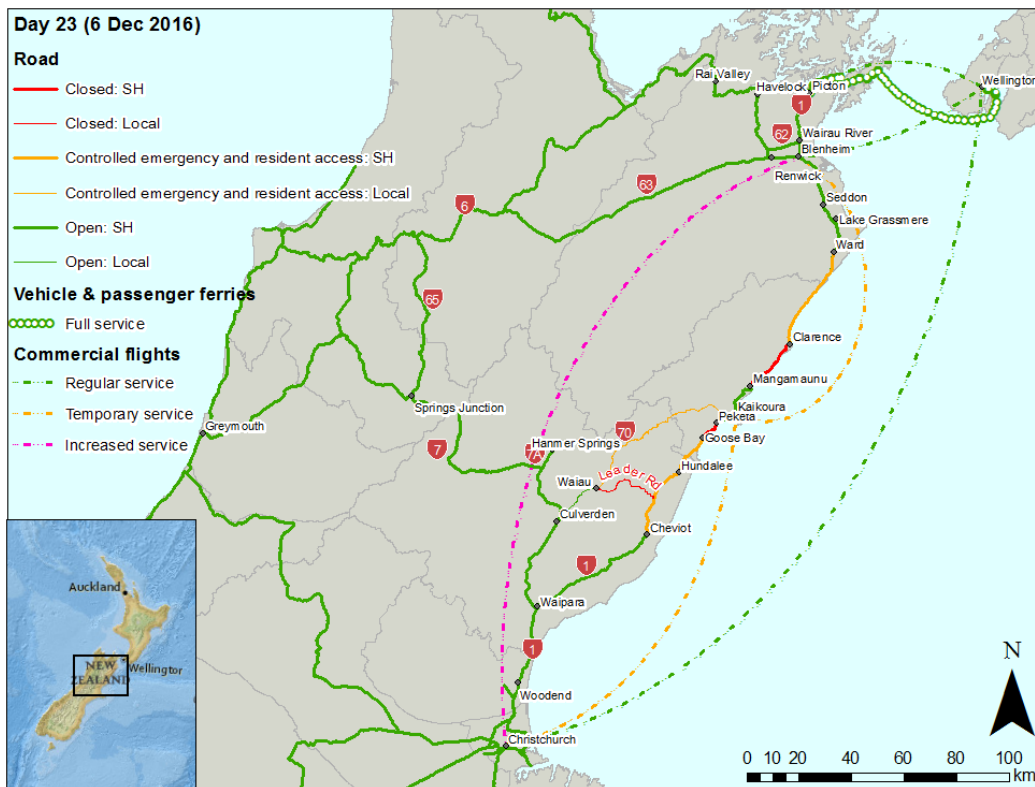 Day 23 (6 Dec 2016)
Road
Closed: SH
Closed: Local
Controlled emergency and resident access: SH
Controlled emergency and resident access: Local
Open: SH
Open: Local
Vehicle & passenger ferries
Full service
Commercial flights
Regular service
Temporary service
Increased service
Rai Valley
Havelock
Picton
Wellington
1
62
Wairau River
Blenheim
Renwick
63
6
Seddon
Lake Grassmere
Ward
65
Clarence
Mangamaunu
Kaikoura
Peketa
Goose Bay
Springs Junction
Greymouth
70
Hanmer Springs
7
7A
Hundalee
Waiau
Leader Rd
Culverden
Cheviot
1
Waipara
1
Woodend
Christchurch
Auckland
Wellington
NEW
ZEALAND
N
0 10 20 40 60 80 100
km